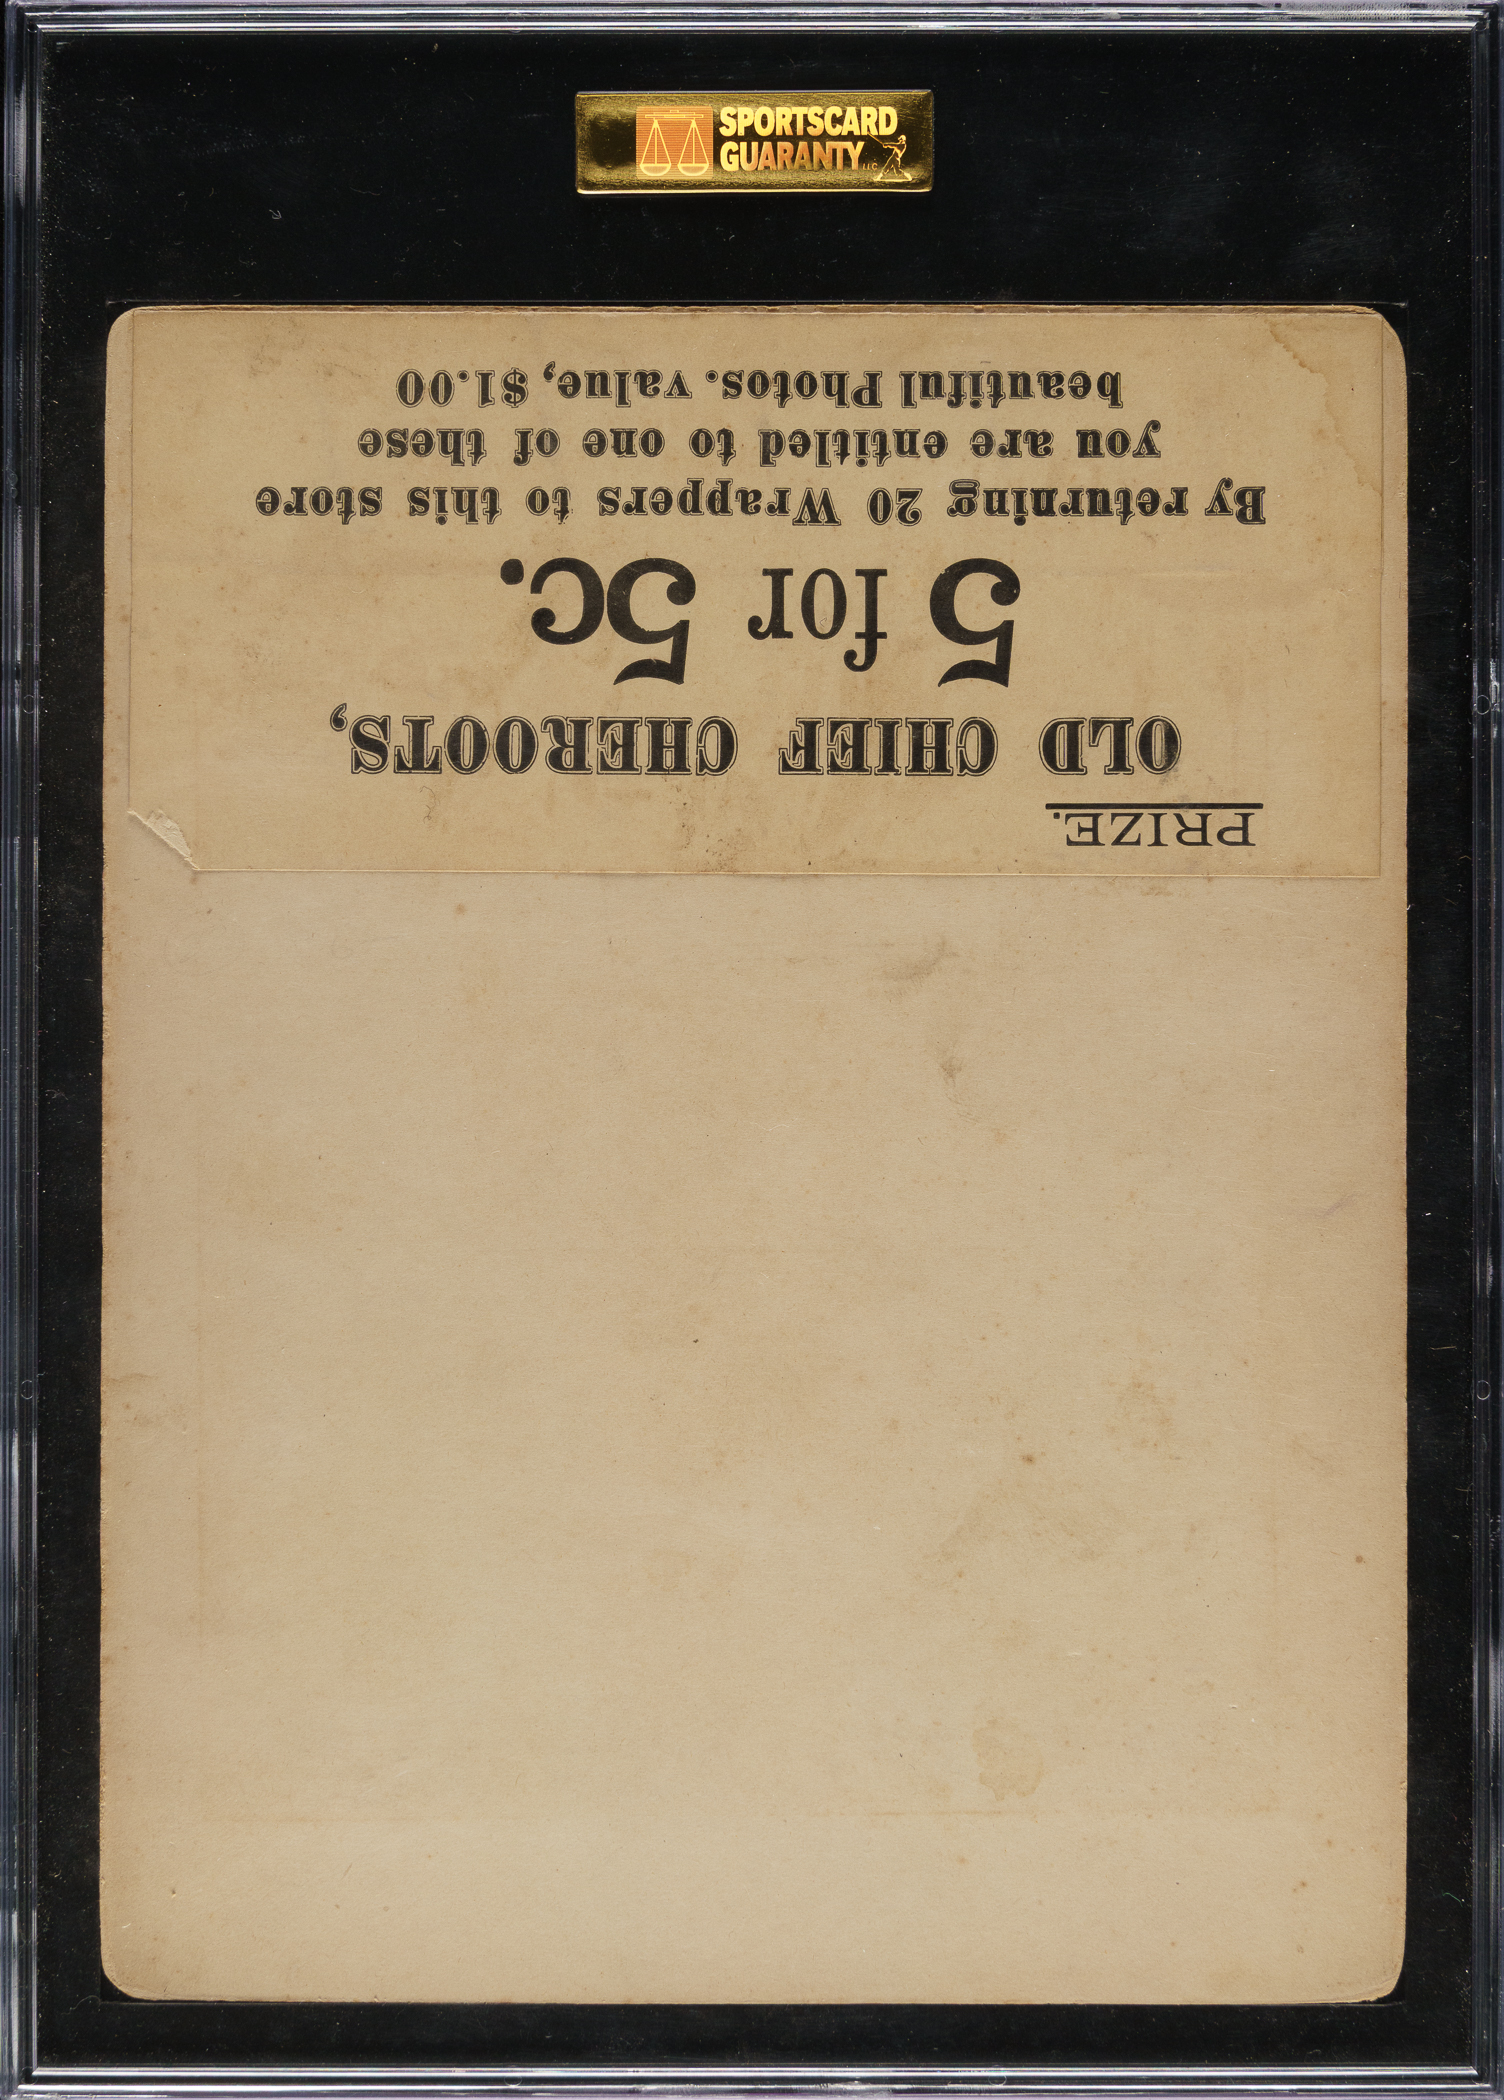 SPORTSCARD
GUARANTY LLC
PRIZE.
OLD CHIEF CHEROOTS,
5 for 5c.
By returning 20 Wrappers to this store
you are entitled to one of these
beautiful Photos. value, $1.00